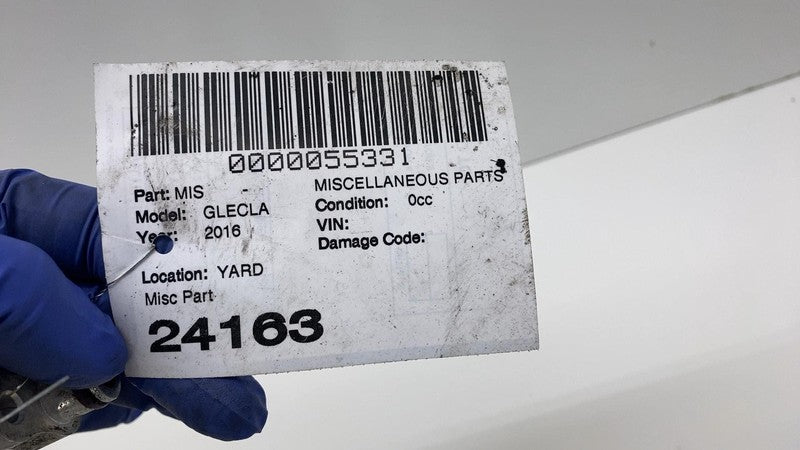 0000055331
Part: MIS - MISCELLANEOUS PARTS
Model: GLECLA Condition: 0cc
Year: 2016 VIN:
Damage Code:
Location: YARD
Misc Part
24163